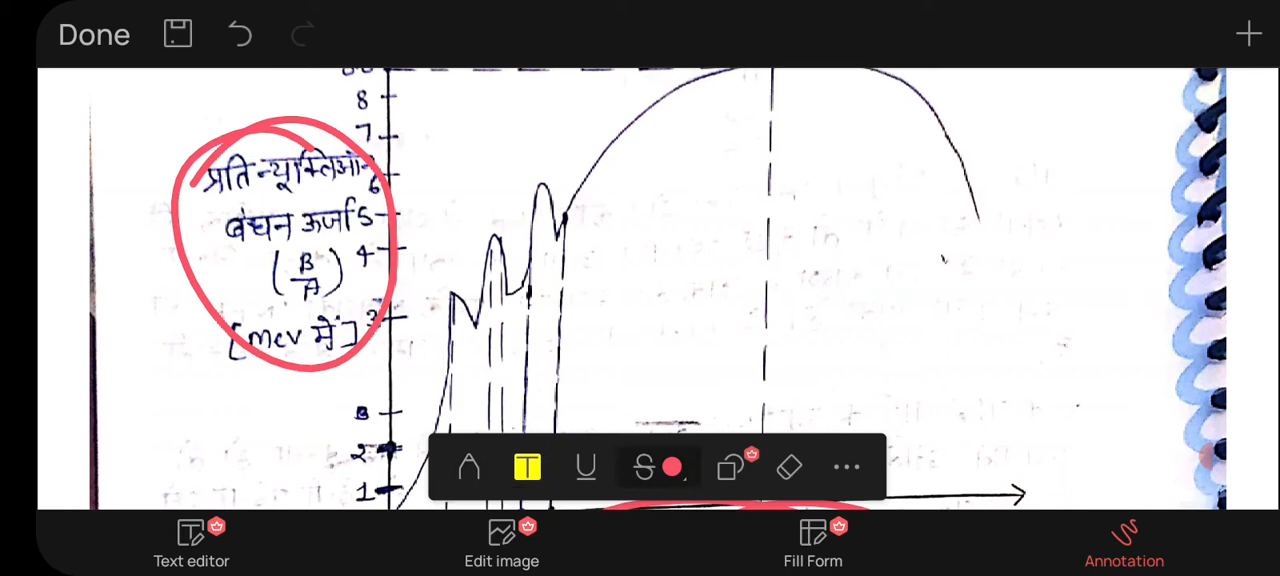 Done
8
7
प्रति न्यूक्लिऑन
6
बंधन ऊर्जा 5
(B/A) 4
[mev में] 3
2
1
T
U
S
Text editor
Edit image
Fill Form
Annotation